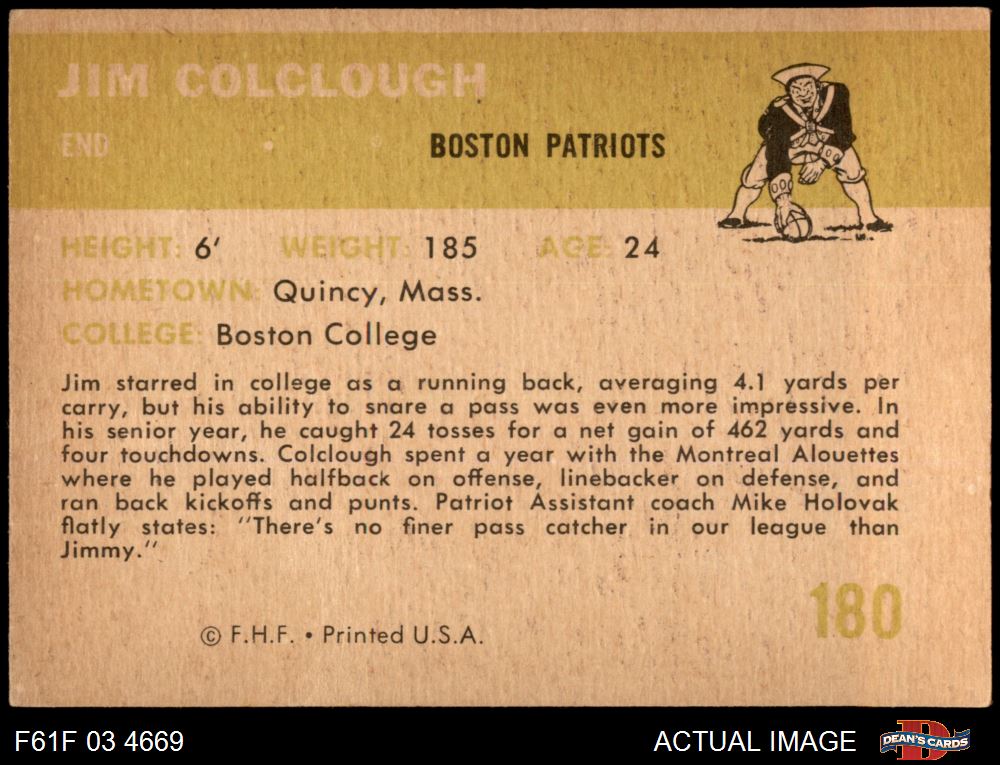 JIM COLCLOUGH
END
BOSTON PATRIOTS
HEIGHT: 6' WEIGHT: 185 AGE: 24
HOMETOWN: Quincy, Mass.
COLLEGE: Boston College
Jim starred in college as a running back, averaging 4.1 yards per
carry, but his ability to snare a pass was even more impressive. In
his senior year, he caught 24 tosses for a net gain of 462 yards and
four touchdowns. Colclough spent a year with the Montreal Alouettes
where he played halfback on offense, linebacker on defense, and
ran back kickoffs and punts. Patriot Assistant coach Mike Holovak
flatly states: "There's no finer pass catcher in our league than
Jimmy."
180
© F.H.F. • Printed U.S.A.
F61F 03 4669
ACTUAL IMAGE
D
DEAN'S CARDS